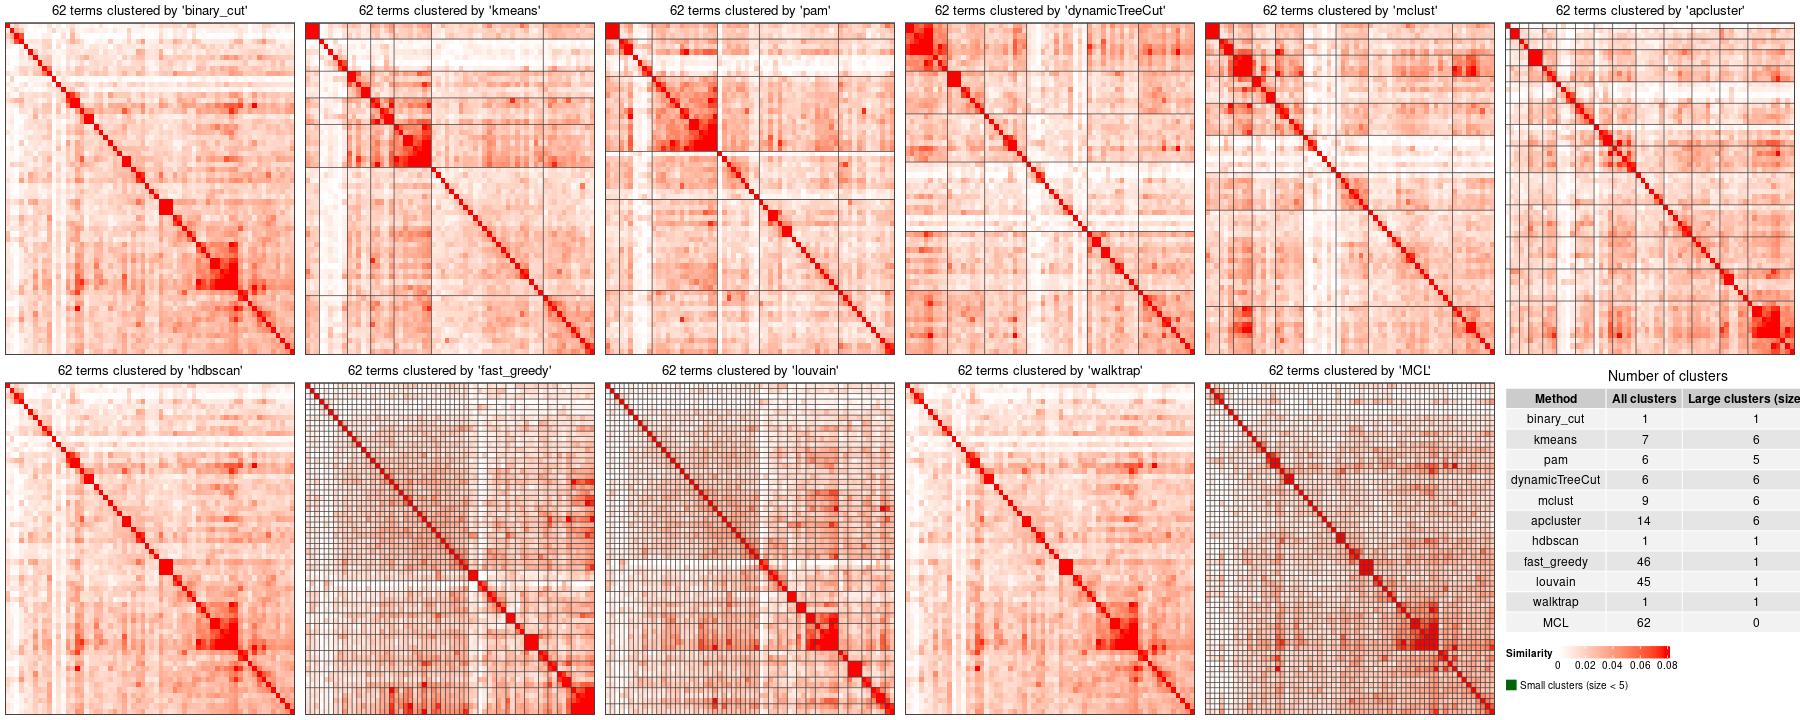 62 terms clustered by 'binary_cut'
62 terms clustered by 'kmeans'
62 terms clustered by 'pam'
62 terms clustered by 'dynamicTreeCut'
62 terms clustered by 'mclust'
62 terms clustered by 'apcluster'
62 terms clustered by 'hdbscan'
62 terms clustered by 'fast_greedy'
62 terms clustered by 'louvain'
62 terms clustered by 'walktrap'
62 terms clustered by 'MCL'
Number of clusters
Method All clusters Large clusters (size
binary_cut 1 1
kmeans 7 6
pam 6 5
dynamicTreeCut 6 6
mclust 9 6
apcluster 14 6
hdbscan 1 1
fast_greedy 46 1
louvain 45 1
walktrap 1 1
MCL 62 0
Similarity
0 0.02 0.04 0.06 0.08
Small clusters (size < 5)